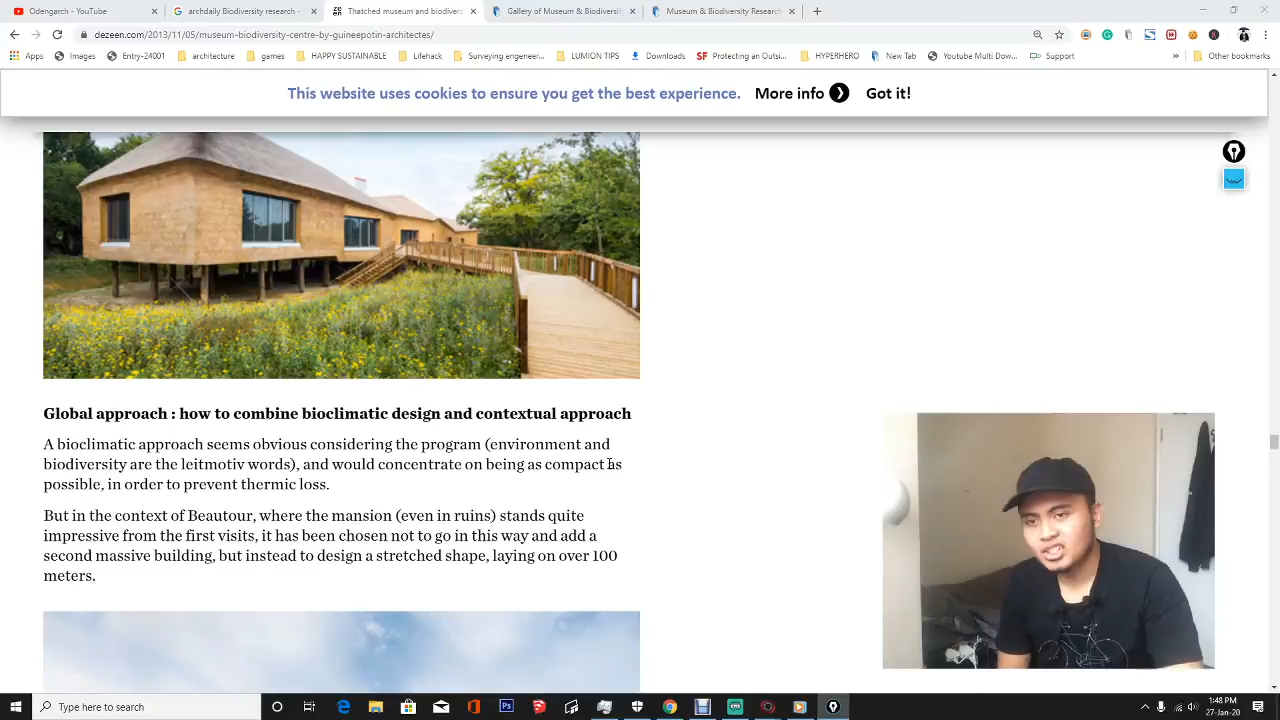 Odengarch - YouTube
archdaily Biodiversity research -
Thatched museum and biodivers
Gallery of Museum & Biodiversity
Museum & Biodiversity Research
dezeen.com/2013/11/05/museum-biodiversity-centre-by-guineepotin-architectes/
Apps
Images
Entry-24001
architecture
games
HAPPY SUSTAINABLE
Lifehack
Surveying engineer...
LUMION TIPS
Downloads
SF Protecting an Outsi...
HYPERHERO
New Tab
Youtube Multi Dow...
Support
»
Other bookmarks
This website uses cookies to ensure you get the best experience. More info Got it!
Global approach : how to combine bioclimatic design and contextual approach
A bioclimatic approach seems obvious considering the program (environment and
biodiversity are the leitmotiv words), and would concentrate on being as compact as
possible, in order to prevent thermic loss.
But in the context of Beautour, where the mansion (even in ruins) stands quite
impressive from the first visits, it has been chosen not to go in this way and add a
second massive building, but instead to design a stretched shape, laying on over 100
meters.
Type here to search
1:48 PM
27-Jan-20